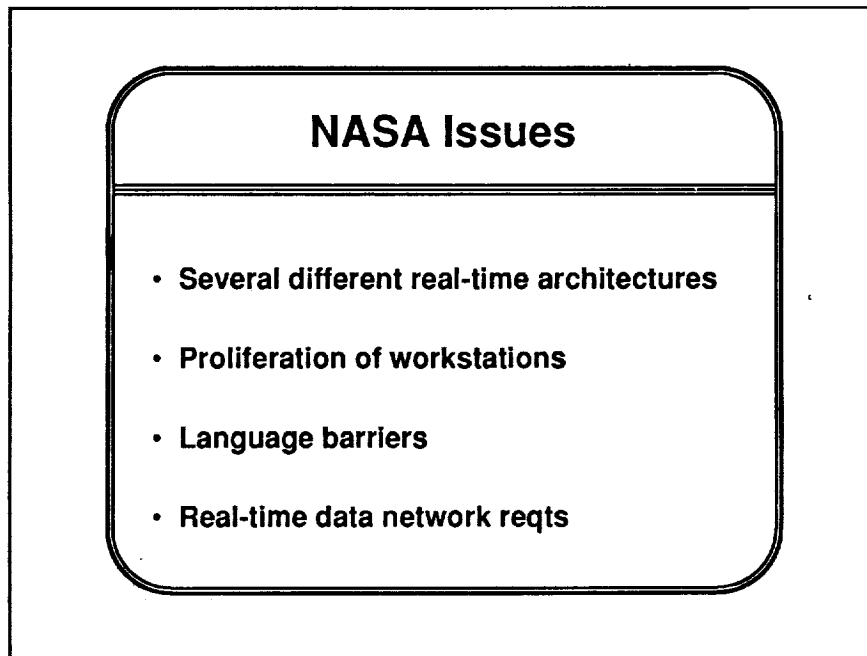 NASA Issues
• Several different real-time architectures
• Proliferation of workstations
• Language barriers
• Real-time data network reqts